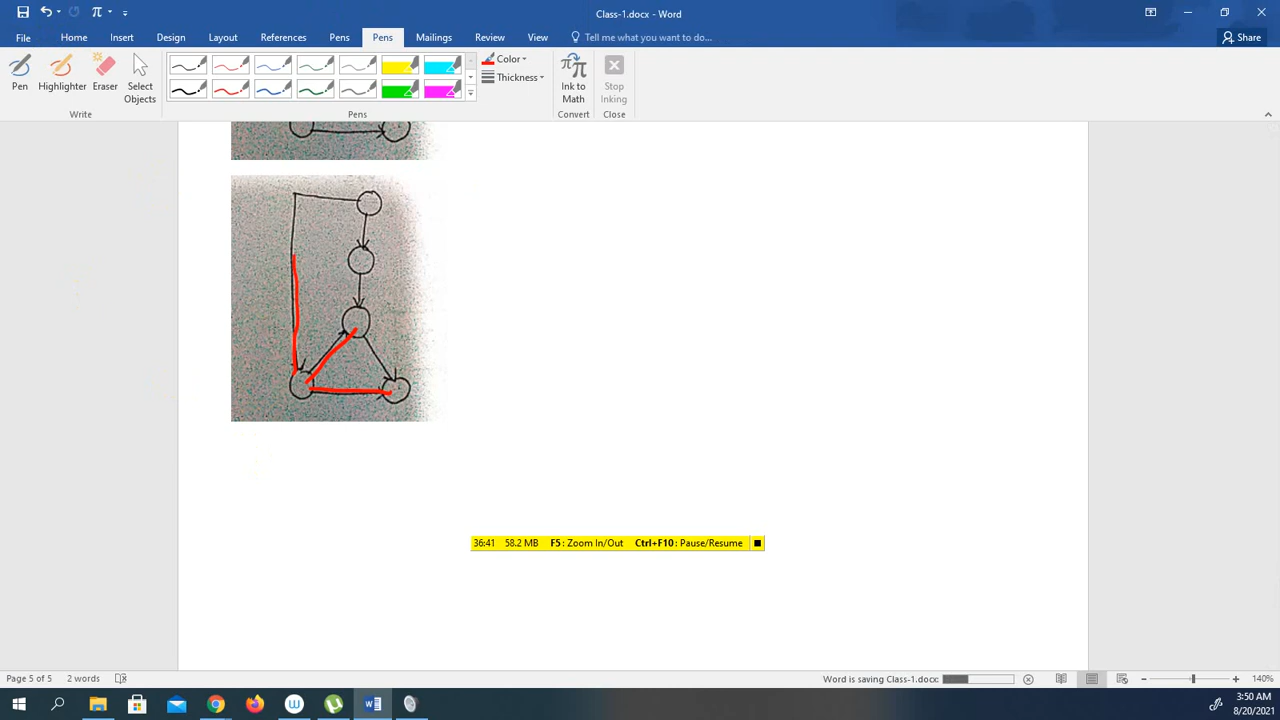 Class-1.docx - Word
File
Home
Insert
Design
Layout
References
Pens
Pens
Mailings
Review
View
Tell me what you want to do...
Share
Pen
Highlighter
Eraser
Select
Objects
Color
Thickness
Ink to
Math
Stop
Inking
Write
Pens
Convert
Close
36:41 58.2 MB F5: Zoom In/Out Ctrl+F10: Pause/Resume
Page 5 of 5 2 words
Word is saving Class-1.docx:
140%
3:50 AM
8/20/2021